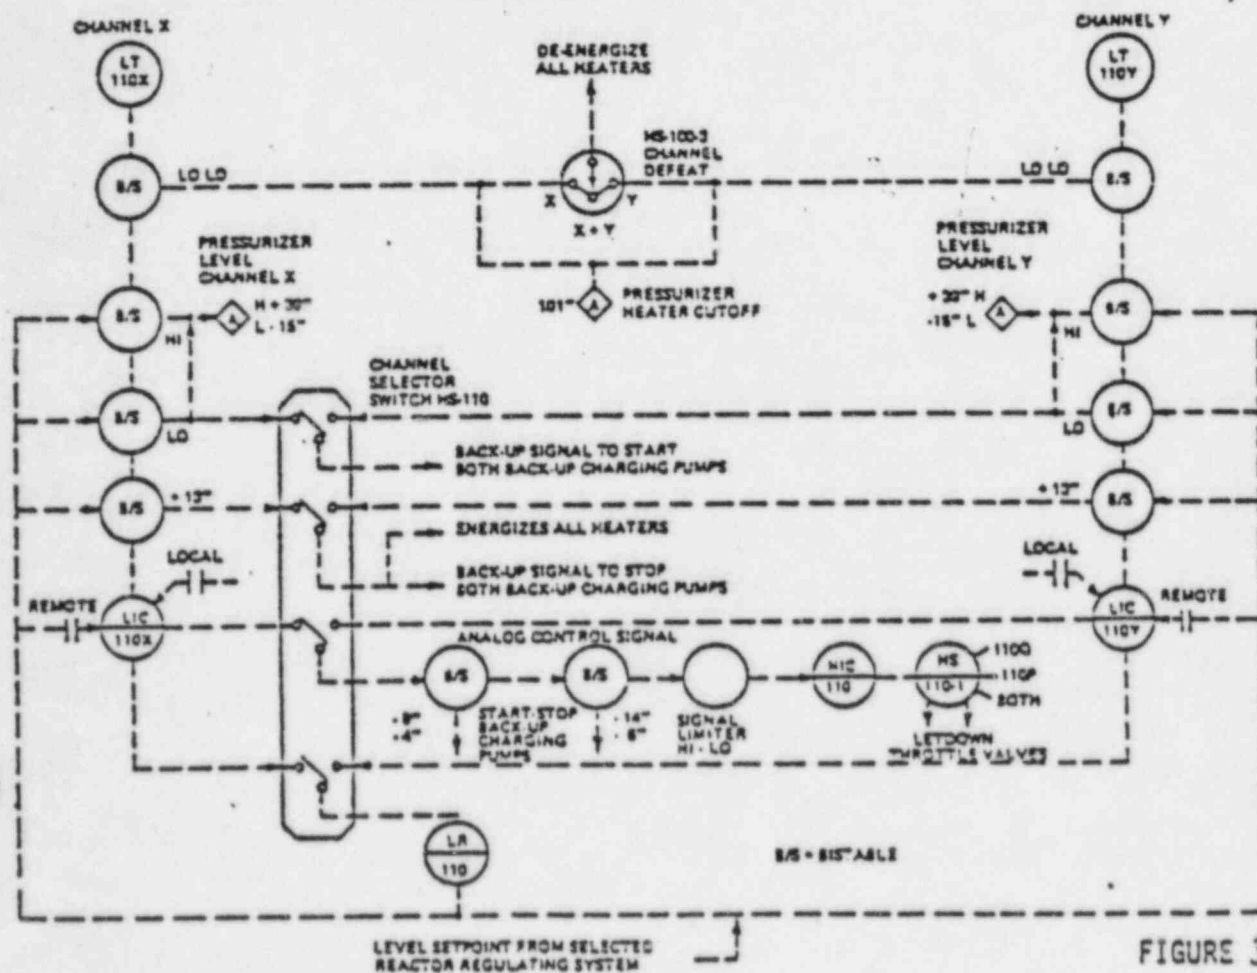 CHANNEL X
LT
110X
DE-ENERGIZE
ALL HEATERS
CHANNEL Y
LT
110Y
HS-100-3
CHANNEL
DEFEAT
B/S
LO LO
X
Y
X + Y
LO LO
B/S
PRESSURIZER
LEVEL
CHANNEL X
B/S
HI
A
H + 30"
L - 15"
101"
A
PRESSURIZER
HEATER CUTOFF
PRESSURIZER
LEVEL
CHANNEL Y
+ 30" H
-15" L
A
HI
B/S
CHANNEL
SELECTOR
SWITCH HS-110
B/S
LO
LO
B/S
BACK-UP SIGNAL TO START
BOTH BACK-UP CHARGING PUMPS
B/S
+ 13"
+ 13"
B/S
ENERGIZES ALL HEATERS
BACK-UP SIGNAL TO STOP
BOTH BACK-UP CHARGING PUMPS
LOCAL
REMOTE
LIC
110X
LOCAL
LIC
110Y
REMOTE
ANALOG CONTROL SIGNAL
B/S
B/S
HIC
110
HS
110-1
110P
BOTH
+4"
START-STOP
BACK-UP
CHARGING
PUMPS
- 14"
SIGNAL
LIMITER
HI - LO
LETDOWN
THROTTLE VALVES
LR
110
B/S = BISTABLE
LEVEL SETPOINT FROM SELECTED
REACTOR REGULATING SYSTEM
FIGURE